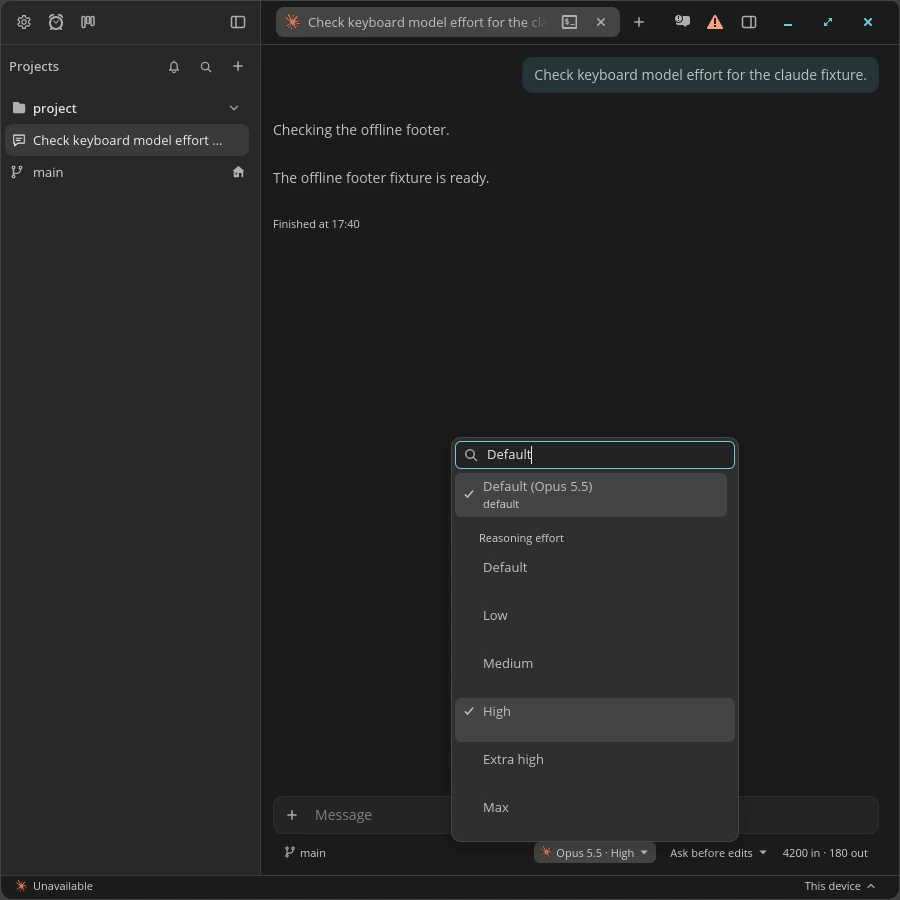 Check keyboard model effort for the cla
Projects
project
Check keyboard model effort ...
main
Check keyboard model effort for the claude fixture.
Checking the offline footer.
The offline footer fixture is ready.
Finished at 17:40
Default
Default (Opus 5.5)
default
Reasoning effort
Default
Low
Medium
High
Extra high
Max
Message
main
Opus 5.5 · High
Ask before edits
4200 in · 180 out
Unavailable
This device